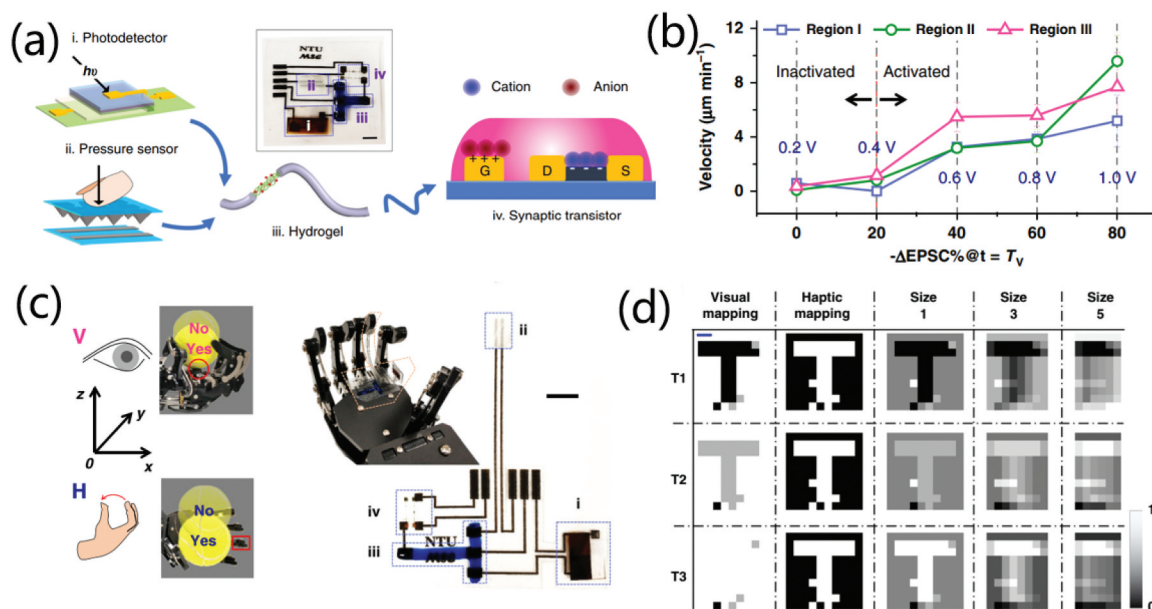 (a)
i. Photodetector
hυ
ii. Pressure sensor
iii. Hydrogel
NTU
MSE
i
ii
iii
iv
Cation
Anion
+++
G
D
S
iv. Synaptic transistor
(b)
Region I
Region II
Region III
Velocity (µm min⁻¹)
12
8
4
0
Inactivated
Activated
0.2 V
0.4 V
0.6 V
0.8 V
1.0 V
0
20
40
60
80
-ΔEPSC%@t = Tv
(c)
V
No
Yes
z
y
0
x
H
No
Yes
ii
iv
iii
i
NTU
MSE
(d)
Visual mapping
Haptic mapping
Size 1
Size 3
Size 5
T1
T2
T3
1
0